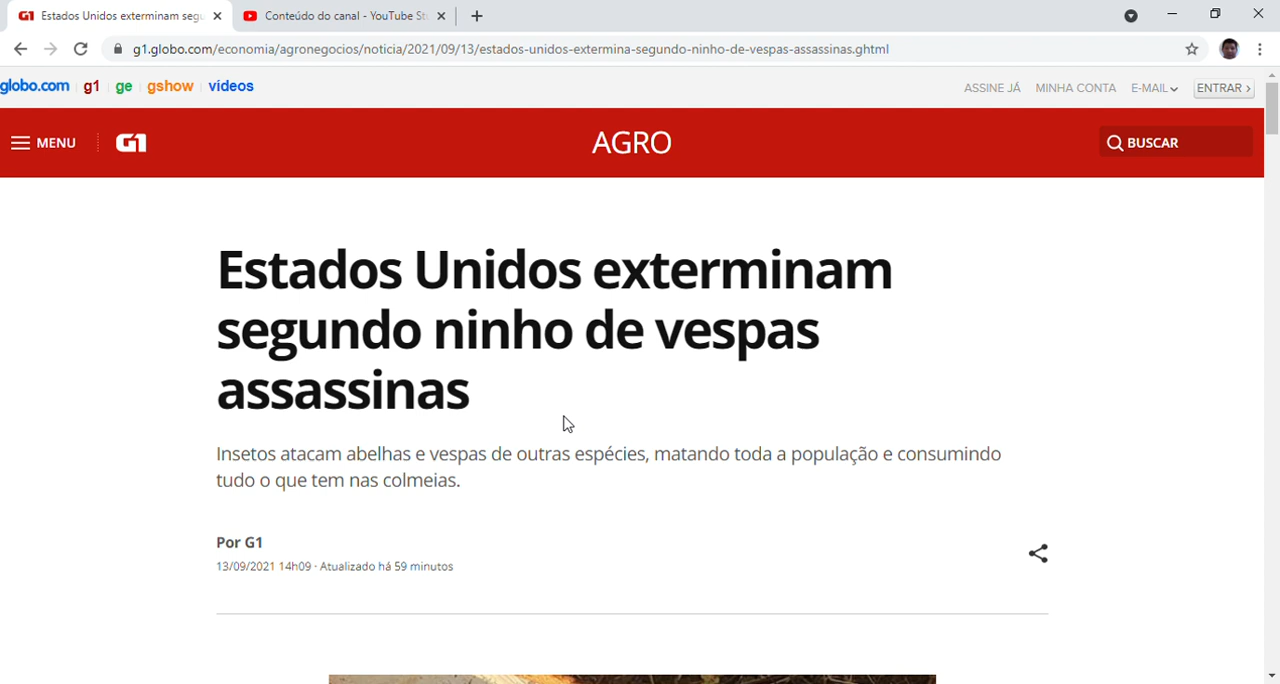 Estados Unidos exterminam segu
Conteúdo do canal - YouTube St
g1.globo.com/economia/agronegocios/noticia/2021/09/13/estados-unidos-extermina-segundo-ninho-de-vespas-assassinas.ghtml
globo.com g1 ge gshow vídeos
ASSINE JÁ MINHA CONTA E-MAIL ENTRAR
MENU G1 AGRO BUSCAR
Estados Unidos exterminam
segundo ninho de vespas
assassinas
Insetos atacam abelhas e vespas de outras espécies, matando toda a população e consumindo
tudo o que tem nas colmeias.
Por G1
13/09/2021 14h09 · Atualizado há 59 minutos